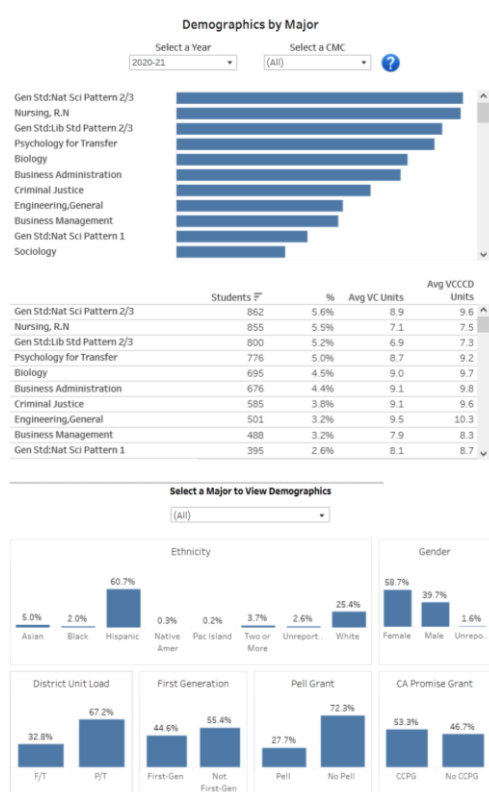 Demographics by Major
Select a Year Select a CMC
2020-21 (All) ?
Gen Std:Nat Sci Pattern 2/3
Nursing, R.N
Gen Std:Lib Std Pattern 2/3
Psychology for Transfer
Biology
Business Administration
Criminal Justice
Engineering,General
Business Management
Gen Std:Nat Sci Pattern 1
Sociology
Avg VCCCD
Students % Avg VC Units Units
Gen Std:Nat Sci Pattern 2/3 862 5.6% 8.9 9.6
Nursing, R.N 855 5.5% 7.1 7.5
Gen Std:Lib Std Pattern 2/3 800 5.2% 6.9 7.3
Psychology for Transfer 776 5.0% 8.7 9.2
Biology 695 4.5% 9.0 9.7
Business Administration 676 4.4% 9.1 9.8
Criminal Justice 585 3.8% 9.1 9.6
Engineering,General 501 3.2% 9.5 10.3
Business Management 488 3.2% 7.9 8.3
Gen Std:Nat Sci Pattern 1 395 2.6% 8.1 8.7
Select a Major to View Demographics
(All)
Ethnicity
5.0% 2.0% 60.7% 0.3% 0.2% 3.7% 2.6% 25.4%
Asian Black Hispanic Native Pac Island Two or Unreport.. White
Amer More
Gender
58.7% 39.7% 1.6%
Female Male Unrepo..
District Unit Load
32.8% 67.2%
F/T P/T
First Generation
44.6% 55.4%
First-Gen Not
First-Gen
Pell Grant
27.7% 72.3%
Pell No Pell
CA Promise Grant
53.3% 46.7%
CCPG No CCPG